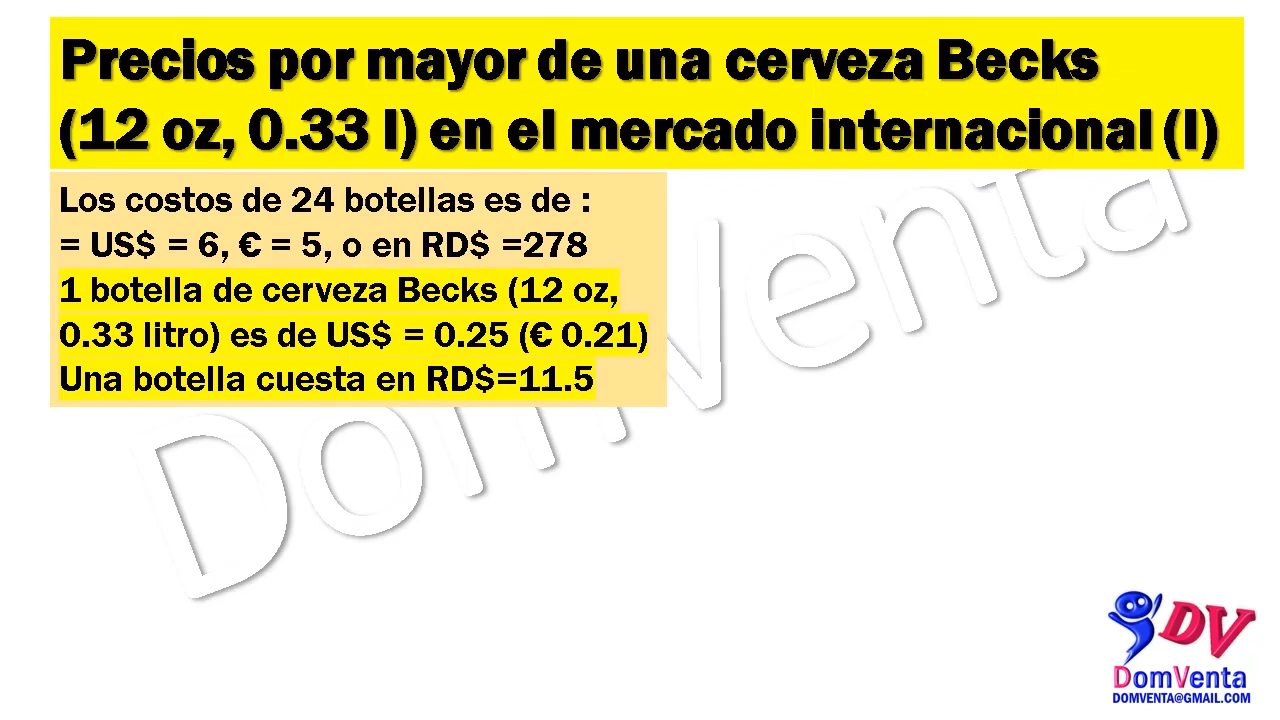 Precios por mayor de una cerveza Becks
(12 oz, 0.33 l) en el mercado internacional (I)
Los costos de 24 botellas es de :
= US$ = 6, € = 5, o en RD$ =278
1 botella de cerveza Becks (12 oz,
0.33 litro) es de US$ = 0.25 (€ 0.21)
Una botella cuesta en RD$=11.5
DomVenta
DV
DomVenta
DOMVENTA@GMAIL.COM